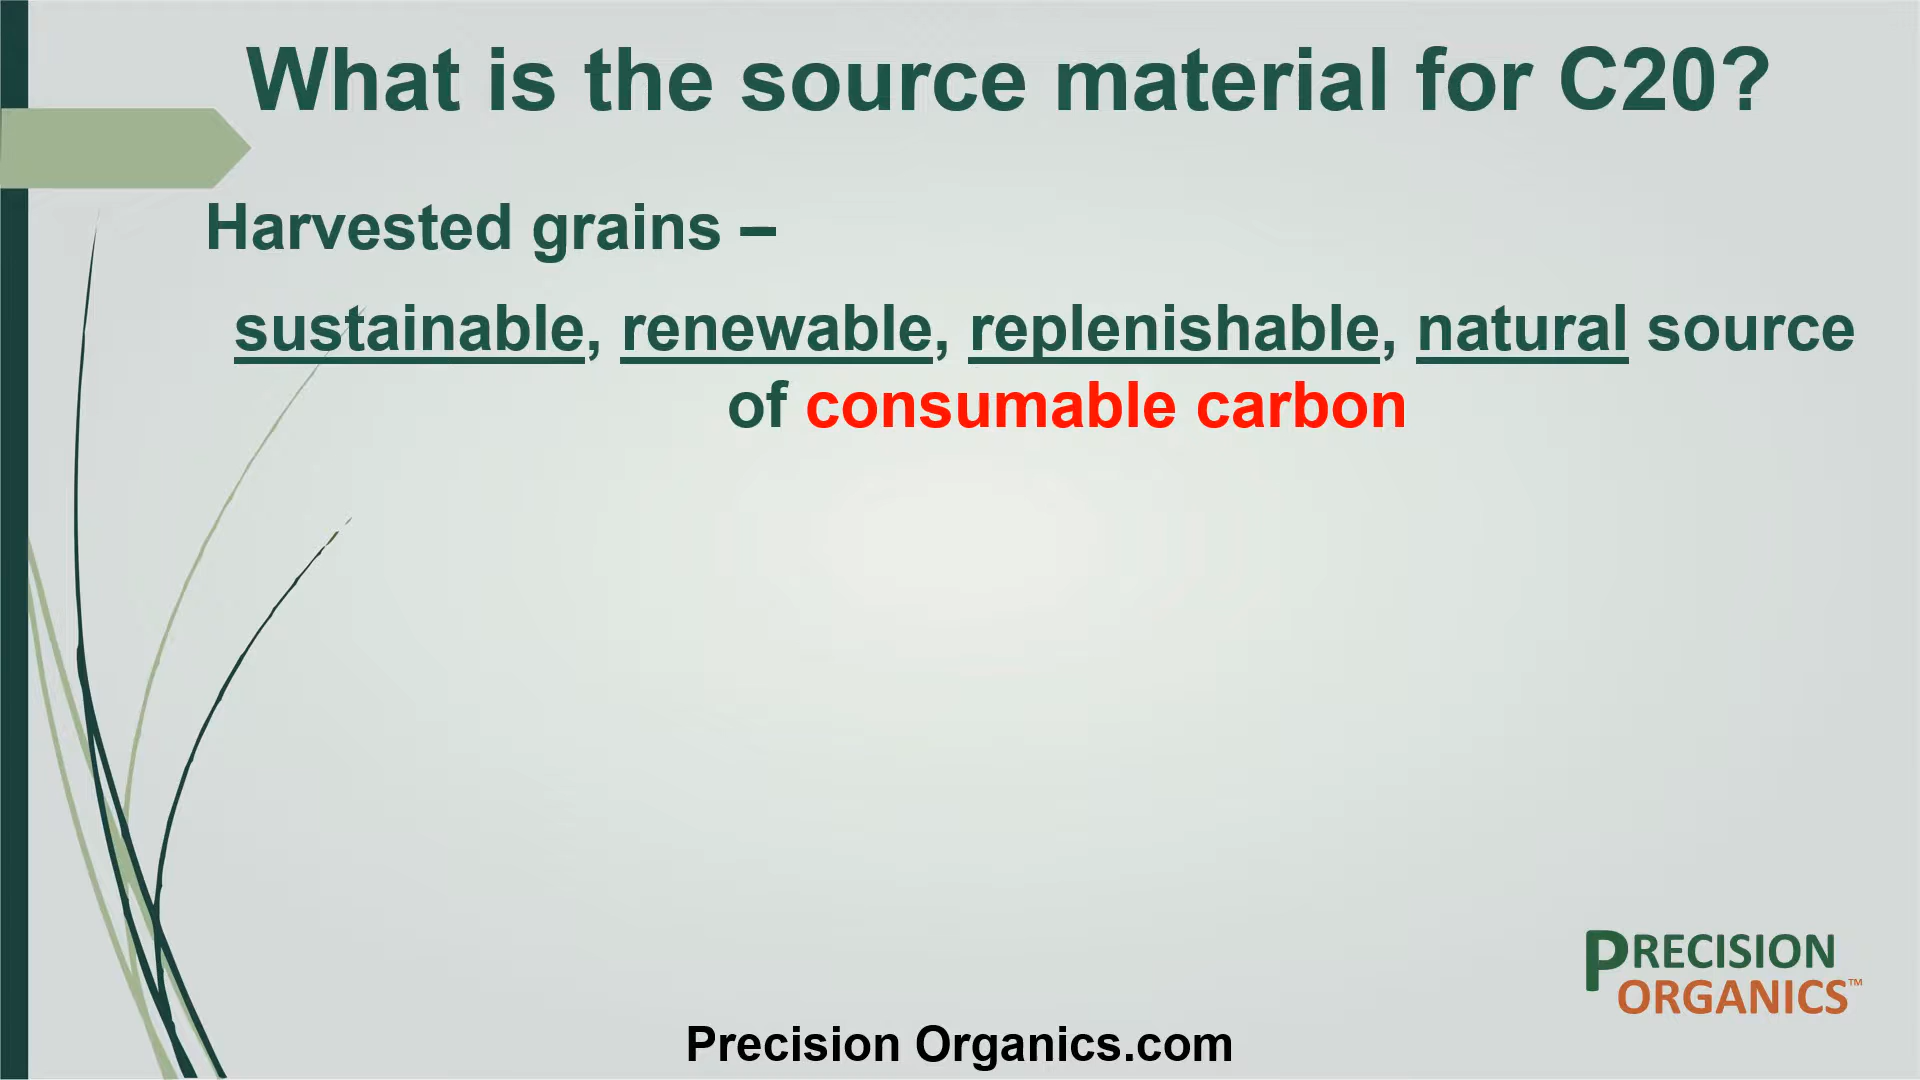 What is the source material for C20?
Harvested grains –
sustainable, renewable, replenishable, natural source
of consumable carbon
PRECISION
ORGANICS™
Precision Organics.com